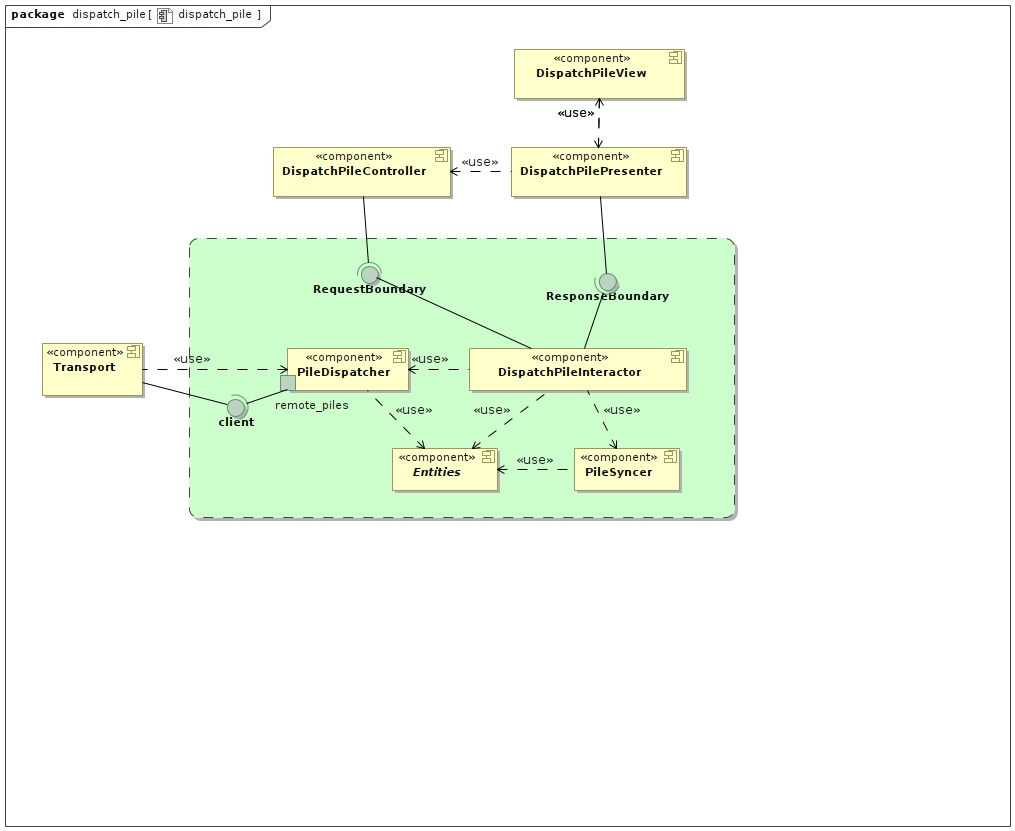 package dispatch_pile[ dispatch_pile ]
«component»
DispatchPileView
«use»
«component»
DispatchPileController
«use»
«component»
DispatchPilePresenter
RequestBoundary
ResponseBoundary
«component»
Transport
«use»
«component»
PileDispatcher
«use»
«component»
DispatchPileInteractor
remote_piles
client
«use»
«use»
«use»
«component»
Entities
«use»
«component»
PileSyncer